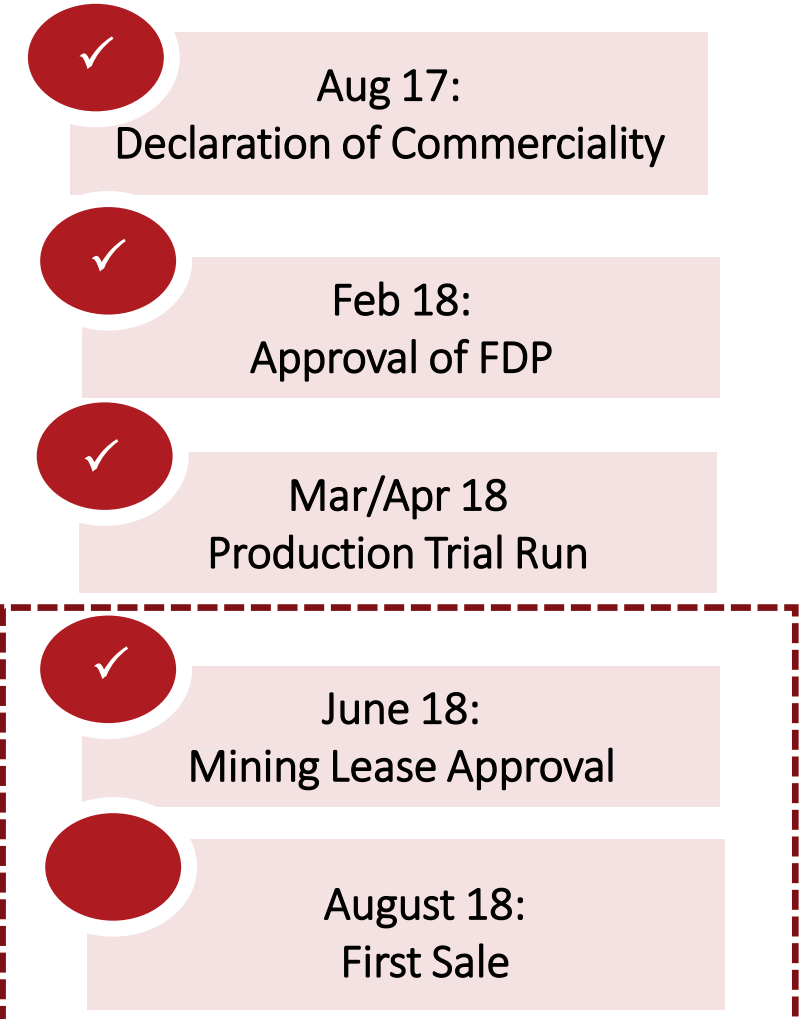 ✓
Aug 17:
Declaration of Commerciality
✓
Feb 18:
Approval of FDP
✓
Mar/Apr 18
Production Trial Run
✓
June 18:
Mining Lease Approval
August 18:
First Sale